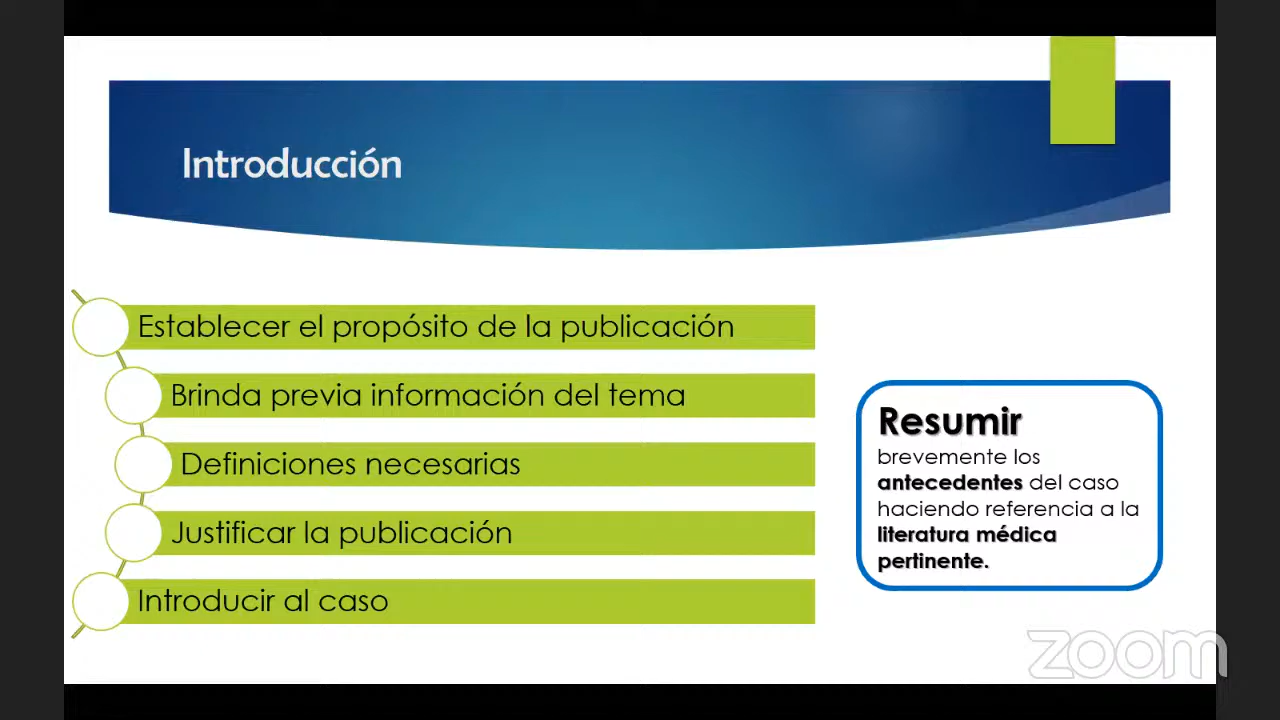 Introducción
Establecer el propósito de la publicación
Brinda previa información del tema
Definiciones necesarias
Justificar la publicación
Introducir al caso
Resumir
brevemente los
antecedentes del caso
haciendo referencia a la
literatura médica
pertinente.
zoom